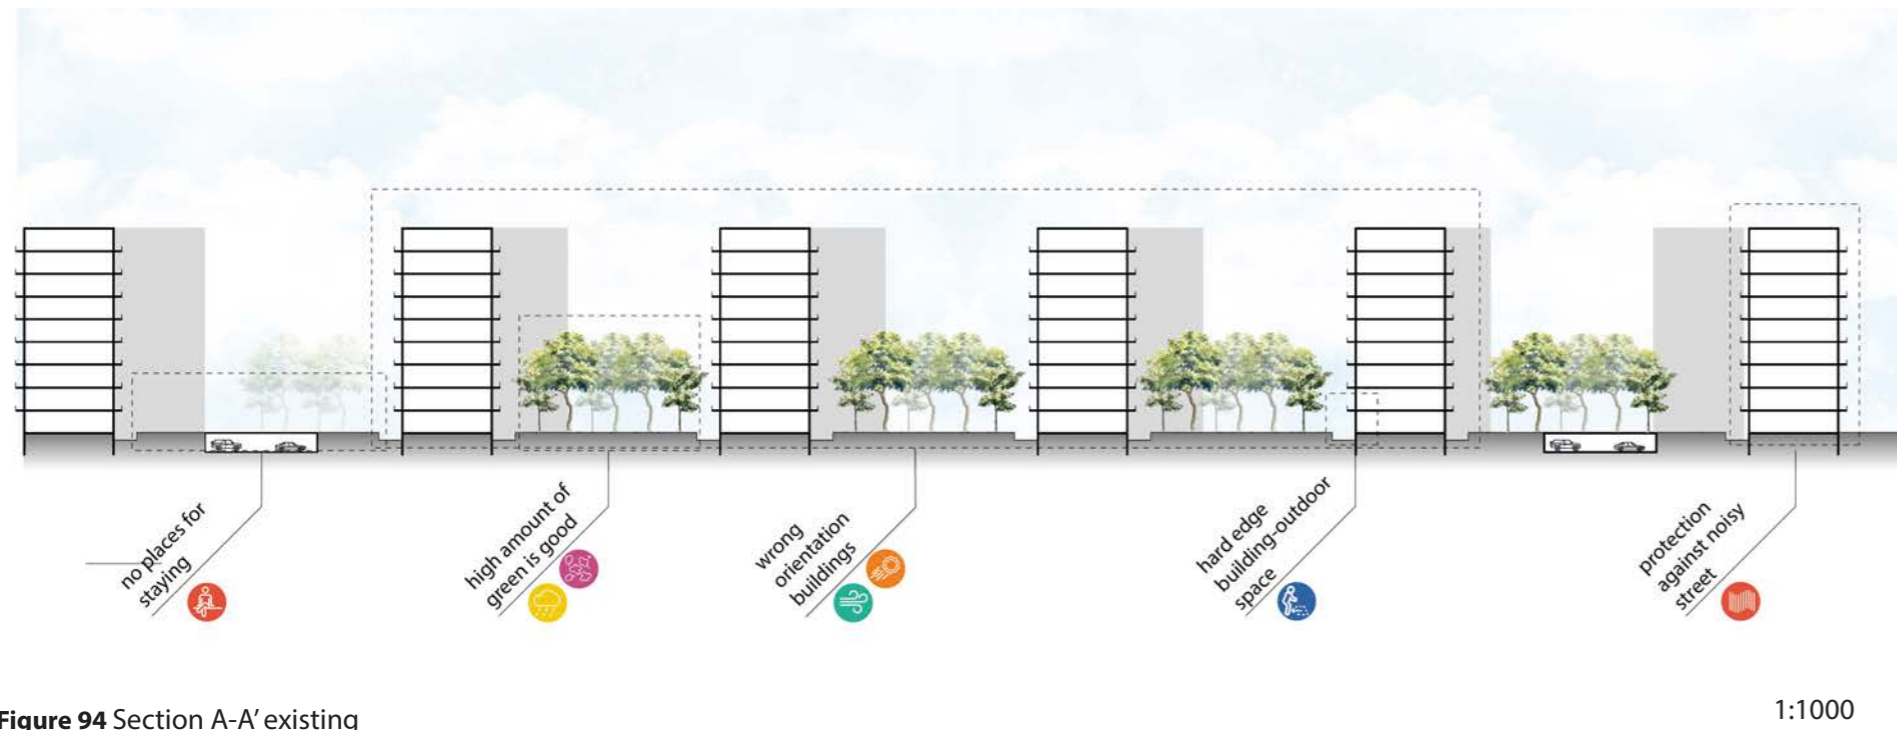 no places for
staying
high amount of
green is good
wrong
orientation
buildings
hard edge
building-outdoor
space
protection
against noisy
street
Figure 94 Section A-A' existing
1:1000